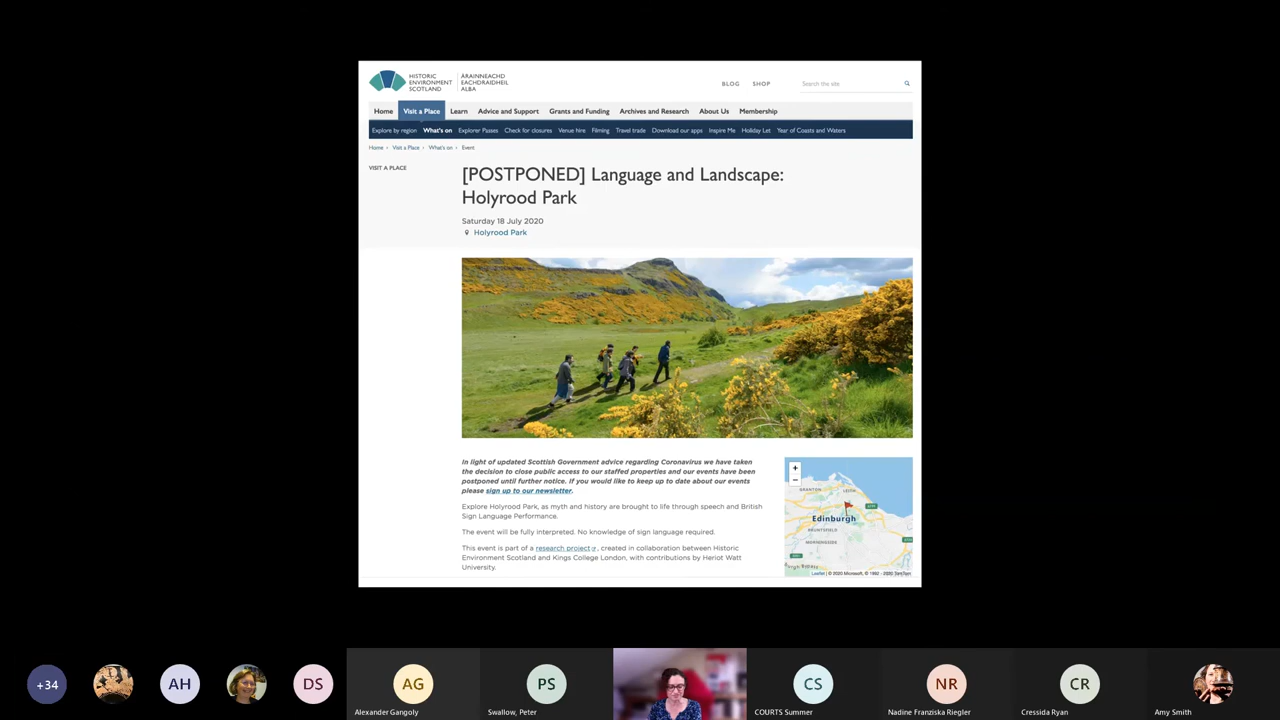 HISTORIC
ENVIRONMENT
SCOTLAND
ÀRAINNEACHD
EACHDRAIDHEIL
ALBA
BLOG SHOP
Search the site
Home Visit a Place Learn Advice and Support Grants and Funding Archives and Research About Us Membership
Explore by region What's on Explorer Passes Check for closures Venue hire Filming Travel trade Download our apps Inspire Me Holiday Let Year of Coasts and Waters
Home › Visit a Place › What's on › Event
VISIT A PLACE
[POSTPONED] Language and Landscape:
Holyrood Park
Saturday 18 July 2020
Holyrood Park
In light of updated Scottish Government advice regarding Coronavirus we have taken
the decision to close public access to our staffed properties and our events have been
postponed until further notice. If you would like to keep up to date about our events
please sign up to our newsletter.
Explore Holyrood Park, as myth and history are brought to life through speech and British
Sign Language Performance.
The event will be fully interpreted. No knowledge of sign language required.
This event is part of a research project, created in collaboration between Historic
Environment Scotland and Kings College London, with contributions by Heriot Watt
University.
+
−
GRANTON LEITH
Edinburgh
BRUNTSFIELD
MORNINGSIDE
Leaflet | © 2020 Microsoft, © 1992 - 2020 TomTom
+34 AH DS AG PS CS NR CR
Alexander Gangoly Swallow, Peter COURTS Summer Nadine Franziska Riegler Cressida Ryan Amy Smith